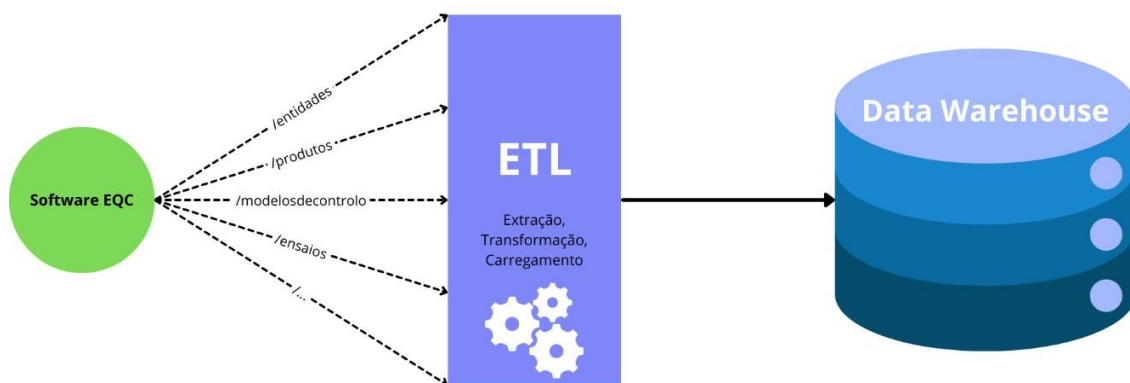 Software EQC
/entidades
/produtos
/modelosdecontrolo
/ensaios
/...
ETL
Extração,
Transformação,
Carregamento
Data Warehouse